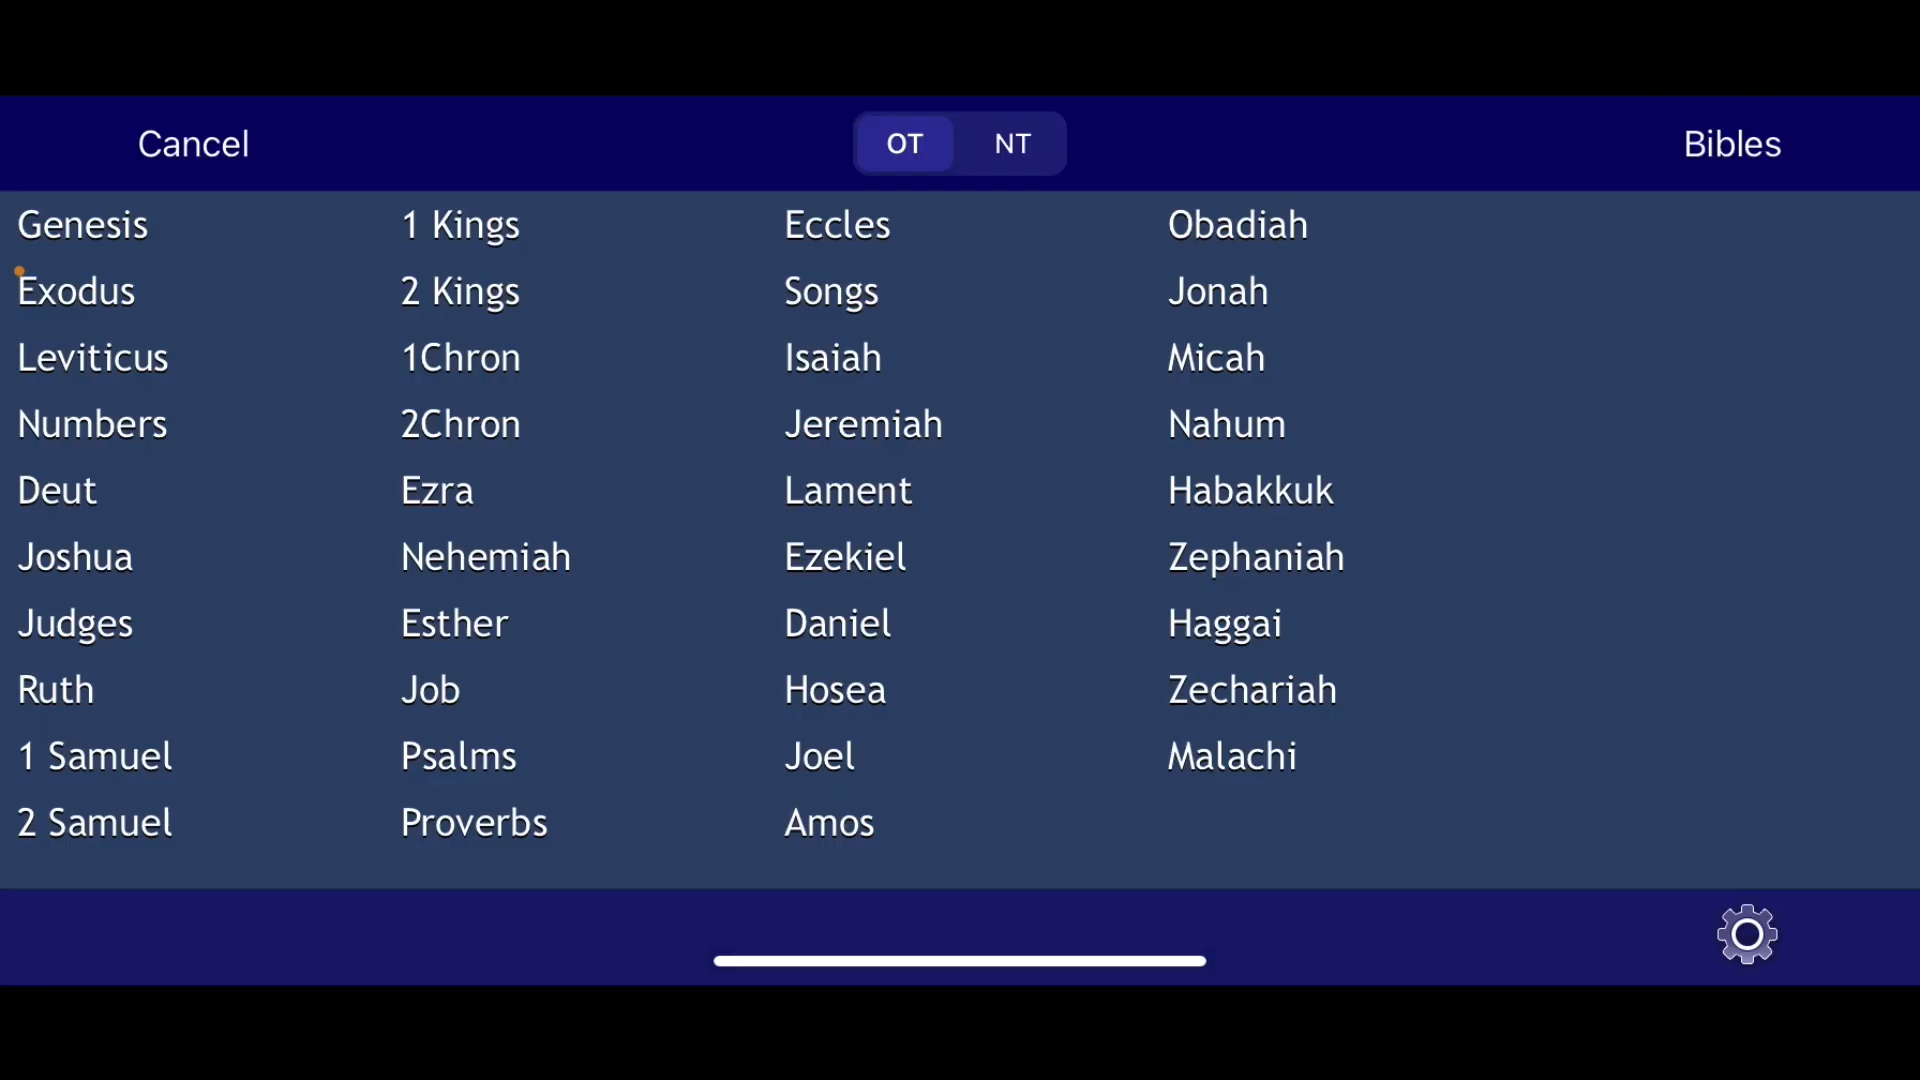 Cancel OT NT Bibles
Genesis 1 Kings Eccles Obadiah
Exodus 2 Kings Songs Jonah
Leviticus 1Chron Isaiah Micah
Numbers 2Chron Jeremiah Nahum
Deut Ezra Lament Habakkuk
Joshua Nehemiah Ezekiel Zephaniah
Judges Esther Daniel Haggai
Ruth Job Hosea Zechariah
1 Samuel Psalms Joel Malachi
2 Samuel Proverbs Amos